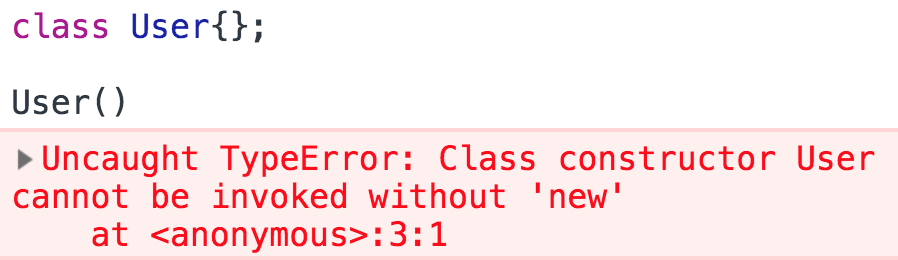 class User{};
User()
Uncaught TypeError: Class constructor User
cannot be invoked without 'new'
at <anonymous>:3:1